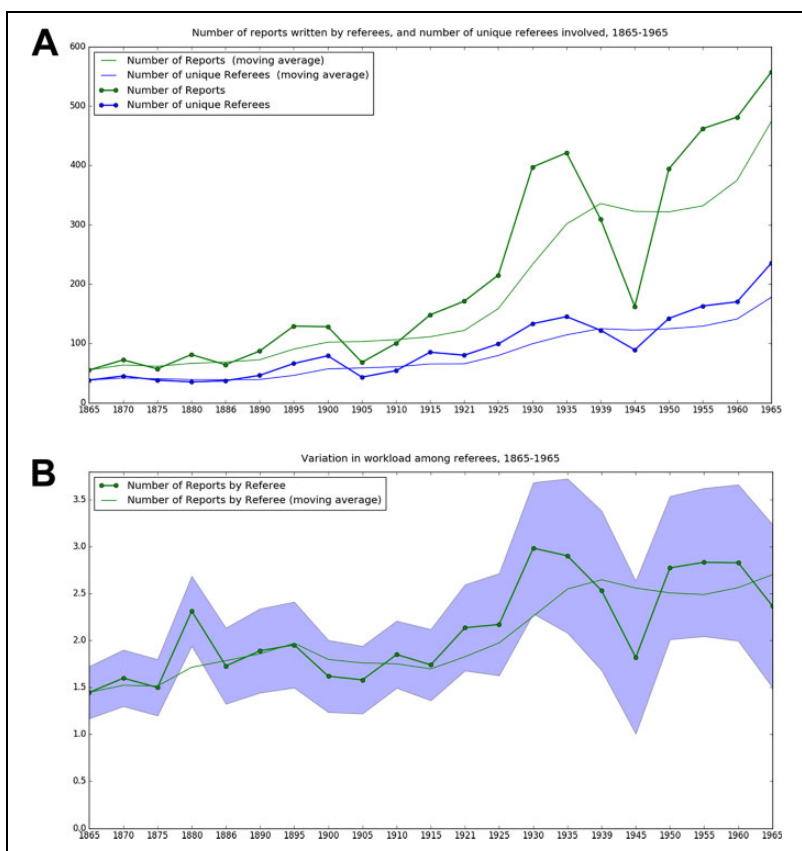 A
Number of reports written by referees, and number of unique referees involved, 1865-1965
600
500
400
300
200
100
0
Number of Reports (moving average)
Number of unique Referees (moving average)
Number of Reports
Number of unique Referees
1865 1870 1875 1880 1886 1890 1895 1900 1905 1910 1915 1921 1925 1930 1935 1939 1945 1950 1955 1960 1965
B
Variation in workload among referees, 1865-1965
3.5
3.0
2.5
2.0
1.5
1.0
0.5
0.0
Number of Reports by Referee
Number of Reports by Referee (moving average)
1865 1870 1875 1880 1886 1890 1895 1900 1905 1910 1915 1921 1925 1930 1935 1939 1945 1950 1955 1960 1965